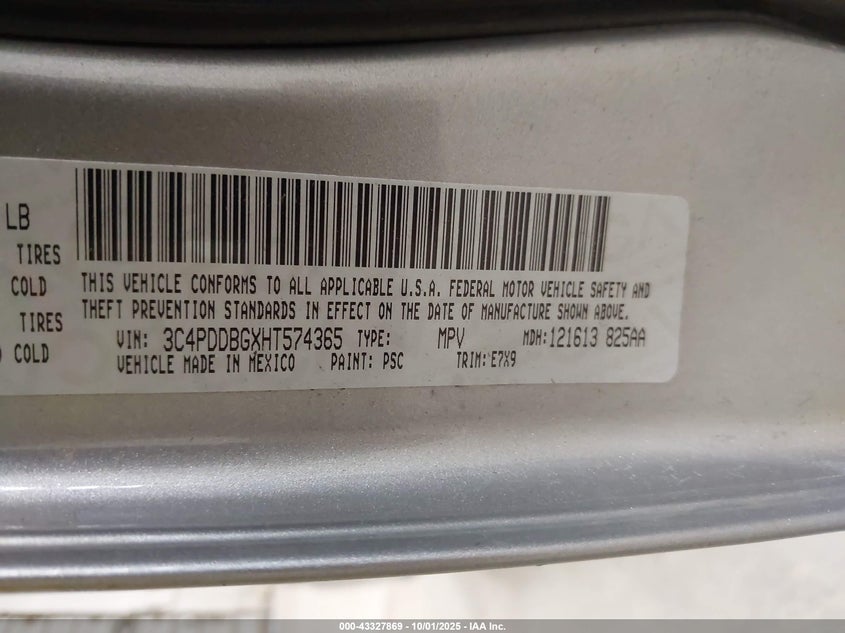 LB
TIRES
COLD
TIRES
COLD
THIS VEHICLE CONFORMS TO ALL APPLICABLE U.S.A. FEDERAL MOTOR VEHICLE SAFETY AND
THEFT PREVENTION STANDARDS IN EFFECT ON THE DATE OF MANUFACTURE SHOWN ABOVE.
VIN: 3C4PDDBGXHT574365 TYPE: MPV MDH:121613 825AA
VEHICLE MADE IN MEXICO PAINT: PSC TRIM:E7X9
000-43327869 - 10/01/2025 - IAA Inc.